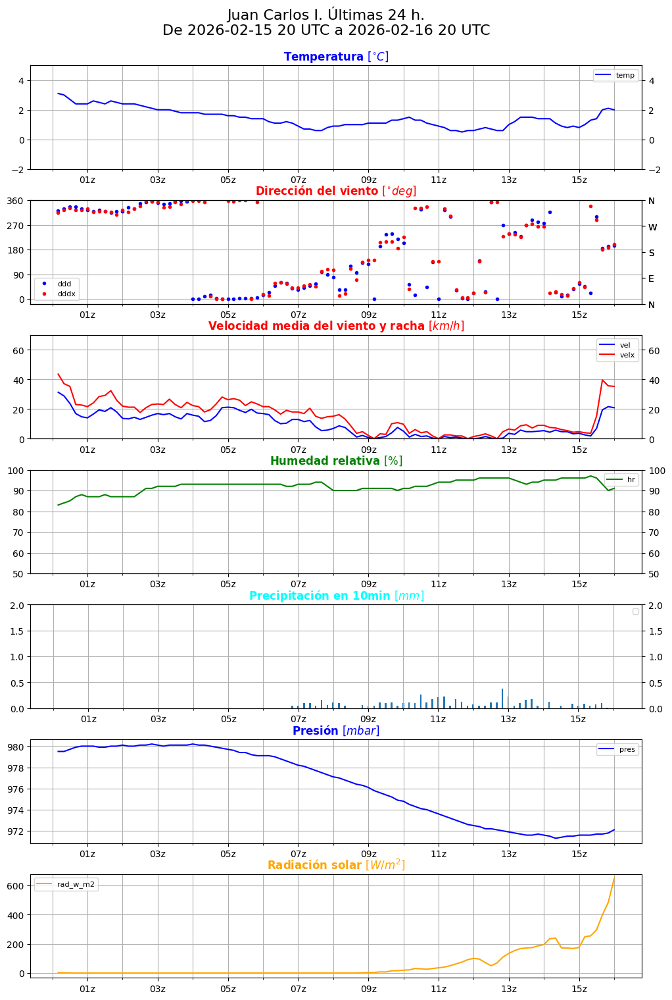 Juan Carlos I. Últimas 24 h.
De 2026-02-15 20 UTC a 2026-02-16 20 UTC
Temperatura [°C]
4 4
2 2
0 0
−2 −2
temp
01z 03z 05z 07z 09z 11z 13z 15z
Dirección del viento [°deg]
360 N
270 W
180 S
90 E
0 N
ddd
dddx
01z 03z 05z 07z 09z 11z 13z 15z
Velocidad media del viento y racha [km/h]
60 60
40 40
20 20
0 0
vel
velx
01z 03z 05z 07z 09z 11z 13z 15z
Humedad relativa [%]
100 100
90 90
80 80
70 70
60 60
50 50
hr
01z 03z 05z 07z 09z 11z 13z 15z
Precipitación en 10min [mm]
2.0 2.0
1.5 1.5
1.0 1.0
0.5 0.5
0.0 0.0
01z 03z 05z 07z 09z 11z 13z 15z
Presión [mbar]
980
978
976
974
972
pres
01z 03z 05z 07z 09z 11z 13z 15z
Radiación solar [W/m²]
600
400
200
0
rad_w_m2
01z 03z 05z 07z 09z 11z 13z 15z